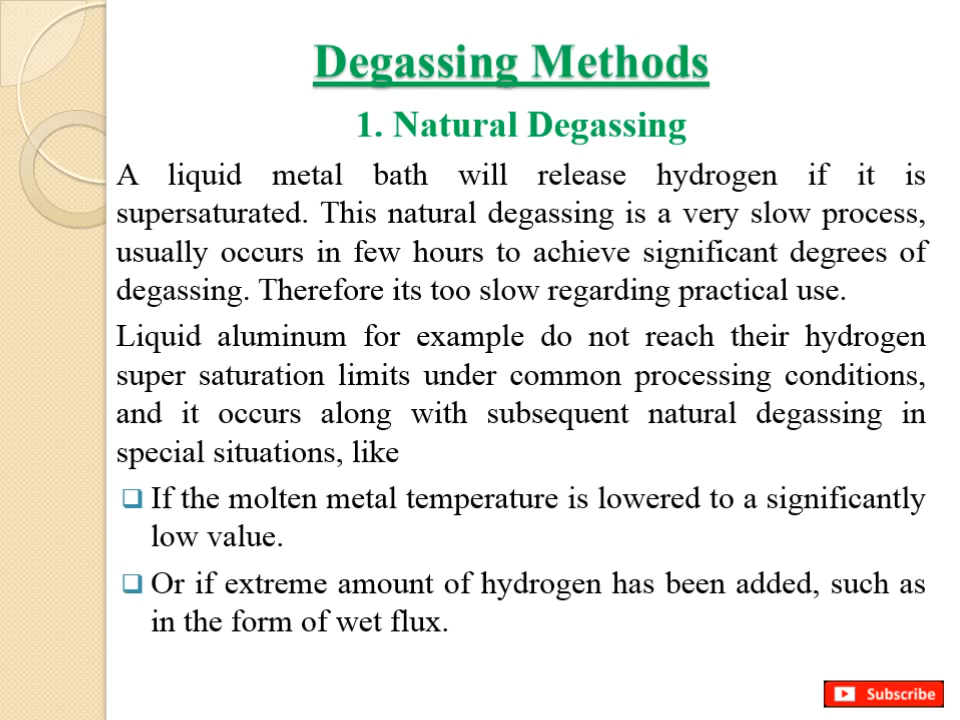 Degassing Methods
1. Natural Degassing
A liquid metal bath will release hydrogen if it is
supersaturated. This natural degassing is a very slow process,
usually occurs in few hours to achieve significant degrees of
degassing. Therefore its too slow regarding practical use.
Liquid aluminum for example do not reach their hydrogen
super saturation limits under common processing conditions,
and it occurs along with subsequent natural degassing in
special situations, like
If the molten metal temperature is lowered to a significantly
low value.
Or if extreme amount of hydrogen has been added, such as
in the form of wet flux.
Subscribe